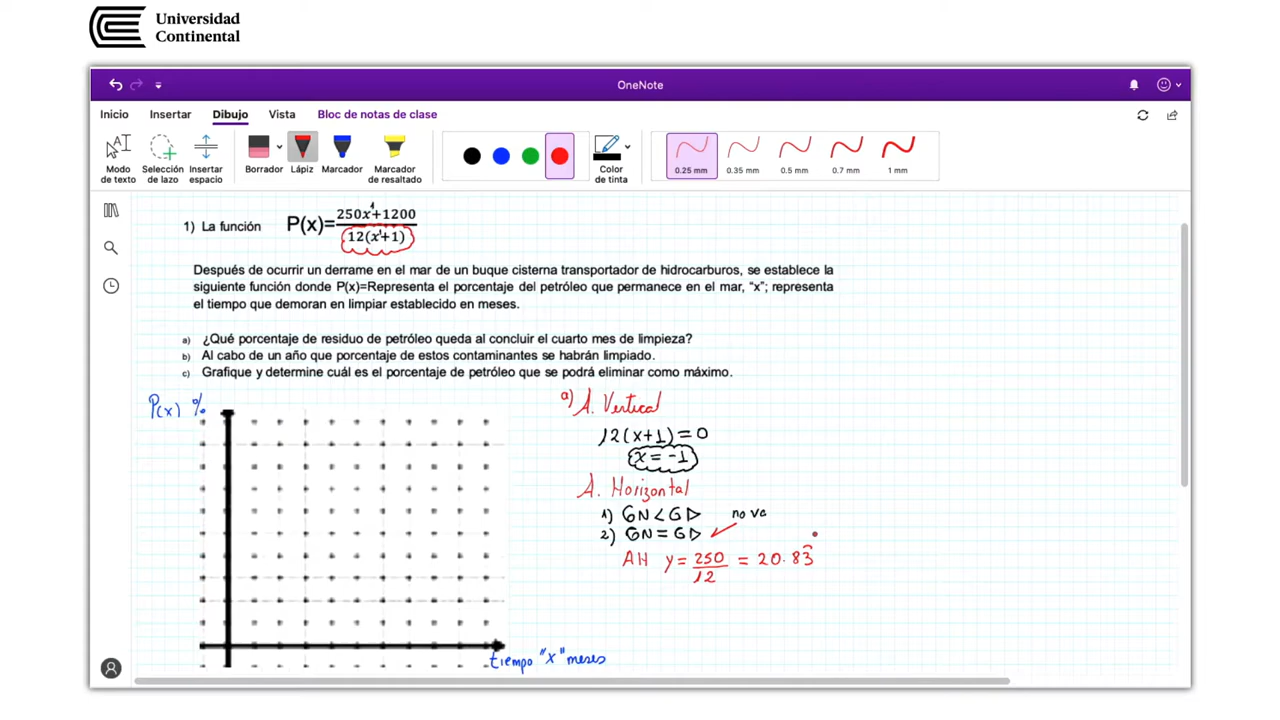 Universidad
Continental
OneNote
Inicio Insertar Dibujo Vista Bloc de notas de clase
Modo de texto
Selección de lazo
Insertar espacio
Borrador
Lápiz
Marcador
Marcador de resaltado
Color de tinta
0.25 mm 0.35 mm 0.5 mm 0.7 mm 1 mm
1) La función P(x)= 250x¹+1200 / 12(x¹+1)
Después de ocurrir un derrame en el mar de un buque cisterna transportador de hidrocarburos, se establece la
siguiente función donde P(x)=Representa el porcentaje del petróleo que permanece en el mar, “x”; representa
el tiempo que demoran en limpiar establecido en meses.
a) ¿Qué porcentaje de residuo de petróleo queda al concluir el cuarto mes de limpieza?
b) Al cabo de un año que porcentaje de estos contaminantes se habrán limpiado.
c) Grafique y determine cuál es el porcentaje de petróleo que se podrá eliminar como máximo.
P(x) %
tiempo "x" meses
a) A. Vertical
12(x+1)=0
x = -1
A. Horizontal
1) GN < GD no va
2) GN = GD
AH y = 250/12 = 20.83̂